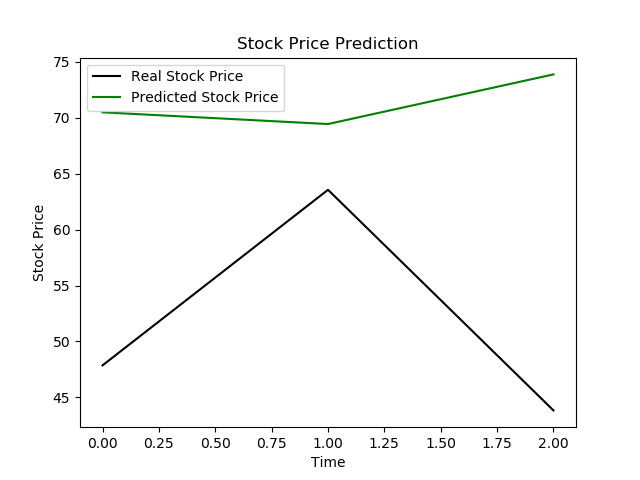 Stock Price Prediction
Real Stock Price
Predicted Stock Price
75
70
65
60
55
50
45
Stock Price
0.00 0.25 0.50 0.75 1.00 1.25 1.50 1.75 2.00
Time